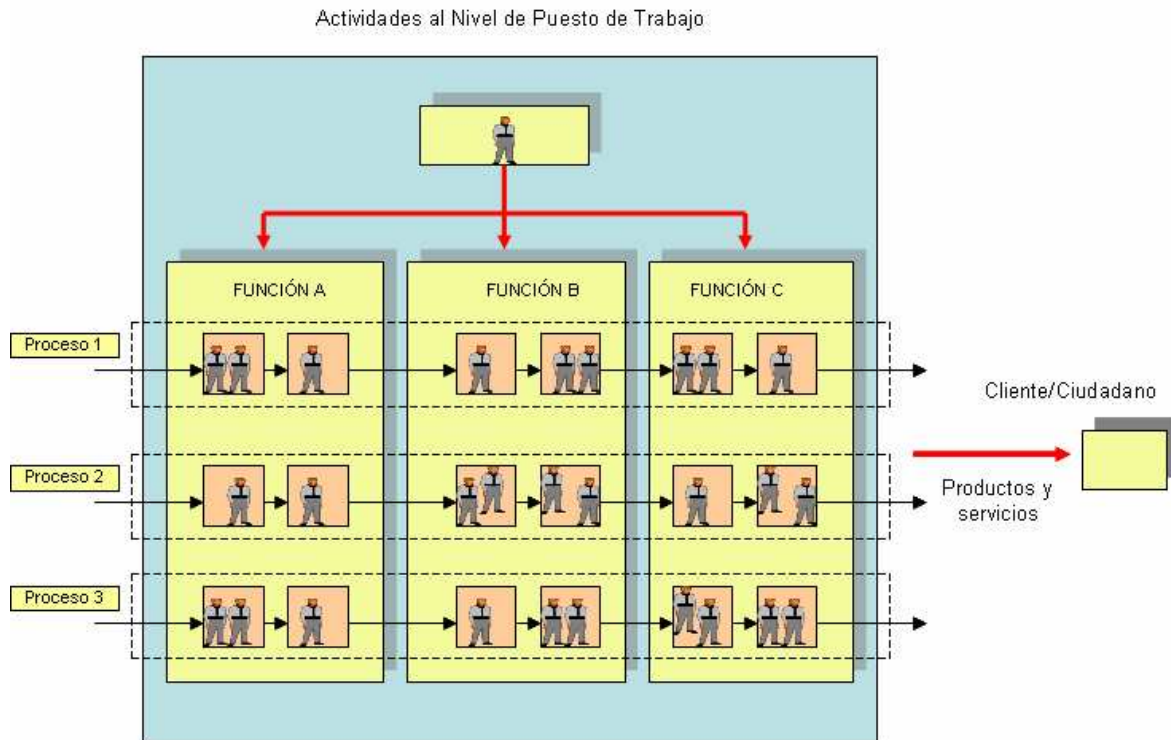 Actividades al Nivel de Puesto de Trabajo
FUNCIÓN A
FUNCIÓN B
FUNCIÓN C
Proceso 1
Cliente/Ciudadano
Proceso 2
Productos y
servicios
Proceso 3